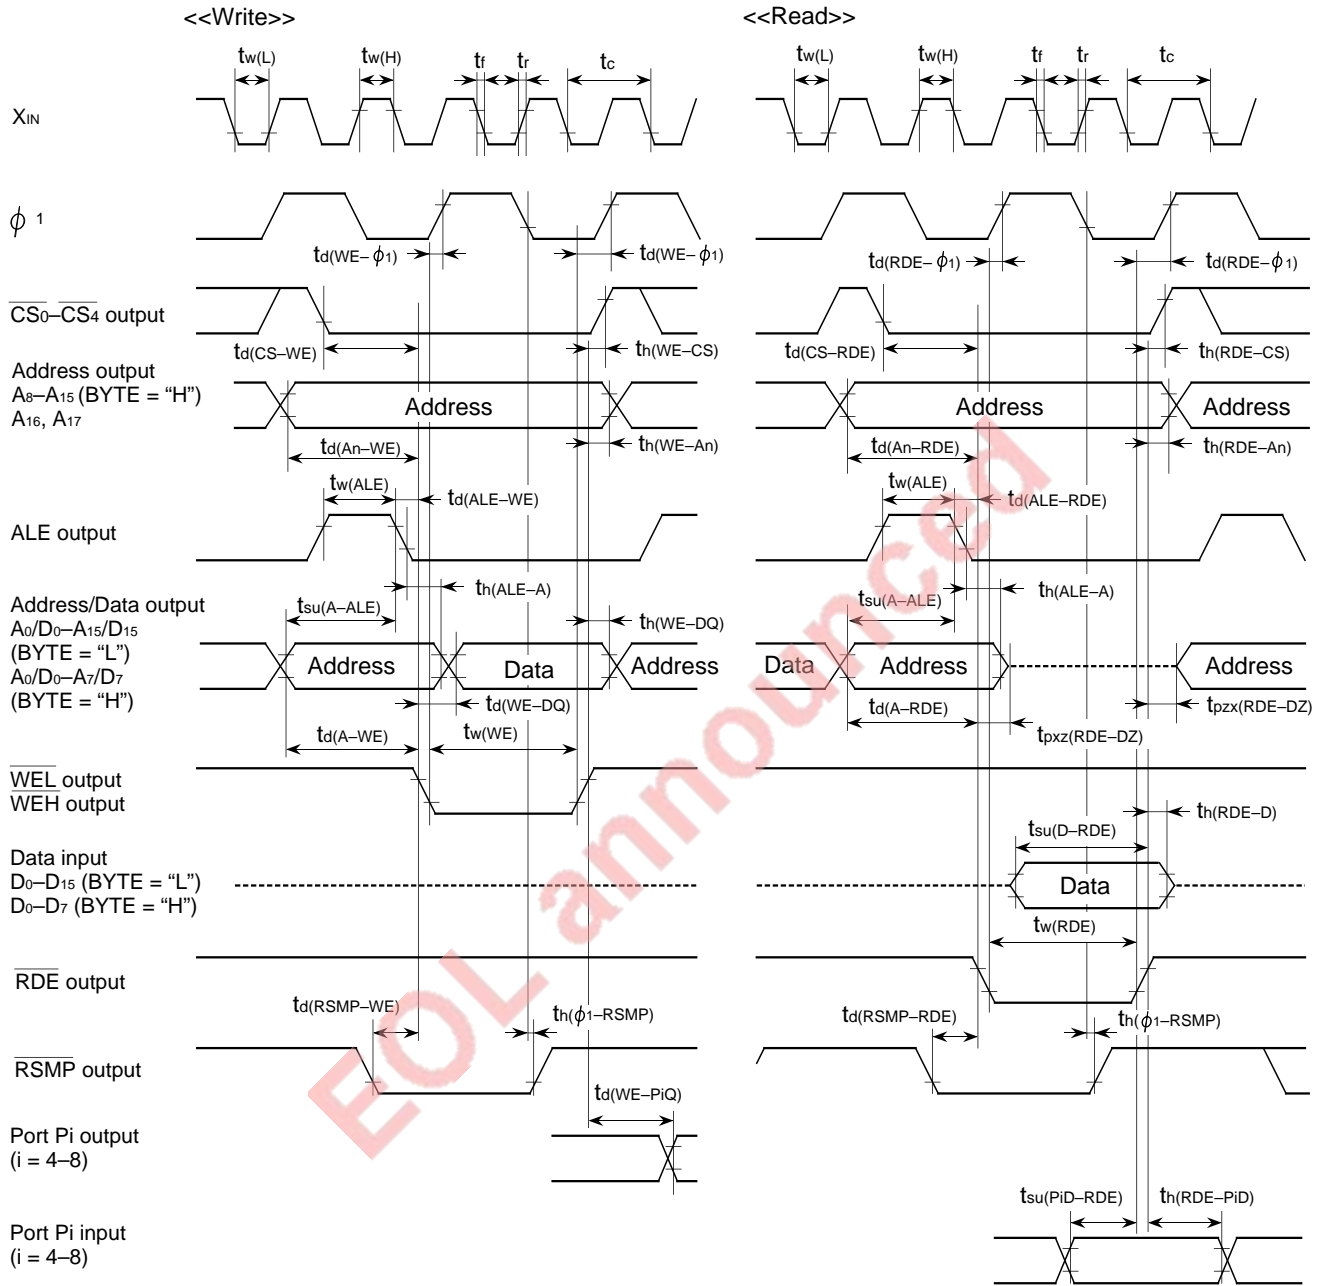 <<Write>> <<Read>>
tw(L) tw(H) tf tr tc tw(L) tw(H) tf tr tc
XIN
ϕ 1
td(WE–ϕ1) td(WE–ϕ1) td(RDE–ϕ1) td(RDE–ϕ1)
CS0–CS4 output
td(CS–WE) th(WE–CS) td(CS–RDE) th(RDE–CS)
Address output
A8–A15 (BYTE = “H”)
A16, A17
Address Address Address
td(An–WE) th(WE–An) td(An–RDE) th(RDE–An)
tw(ALE) td(ALE–WE) tw(ALE) td(ALE–RDE)
ALE output
th(ALE–A) th(ALE–A)
Address/Data output
A0/D0–A15/D15
(BYTE = “L”)
A0/D0–A7/D7
(BYTE = “H”)
tsu(A–ALE) th(WE–DQ) tsu(A–ALE)
Address Data Address Data Address Address
td(WE–DQ) td(A–RDE) tpzx(RDE–DZ)
td(A–WE) tw(WE) tpxz(RDE–DZ)
WEL output
WEH output
th(RDE–D)
tsu(D–RDE)
Data input
D0–D15 (BYTE = “L”)
D0–D7 (BYTE = “H”)
Data
tw(RDE)
RDE output
td(RSMP–WE) th(ϕ1–RSMP) td(RSMP–RDE) th(ϕ1–RSMP)
RSMP output
td(WE–PiQ)
Port Pi output
(i = 4–8)
tsu(PiD–RDE) th(RDE–PiD)
Port Pi input
(i = 4–8)
EOL announced